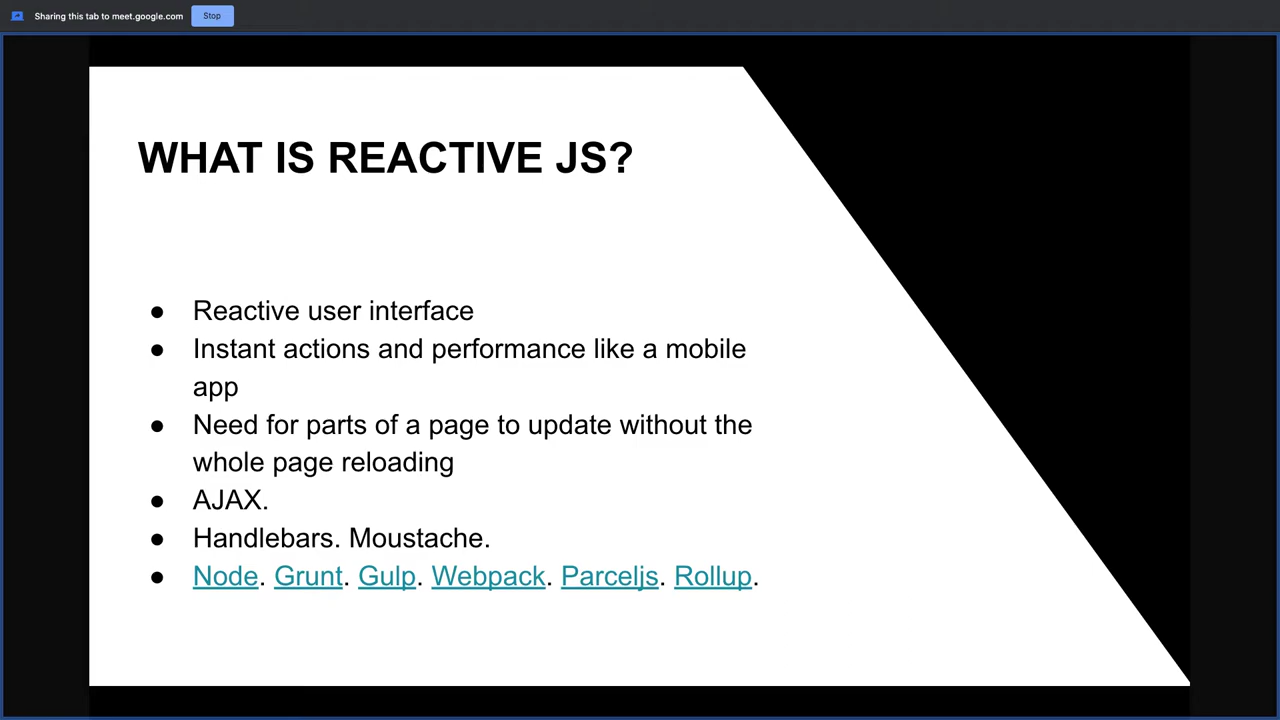 Sharing this tab to meet.google.com Stop
WHAT IS REACTIVE JS?
● Reactive user interface
● Instant actions and performance like a mobile
app
● Need for parts of a page to update without the
whole page reloading
● AJAX.
● Handlebars. Moustache.
● Node. Grunt. Gulp. Webpack. Parceljs. Rollup.